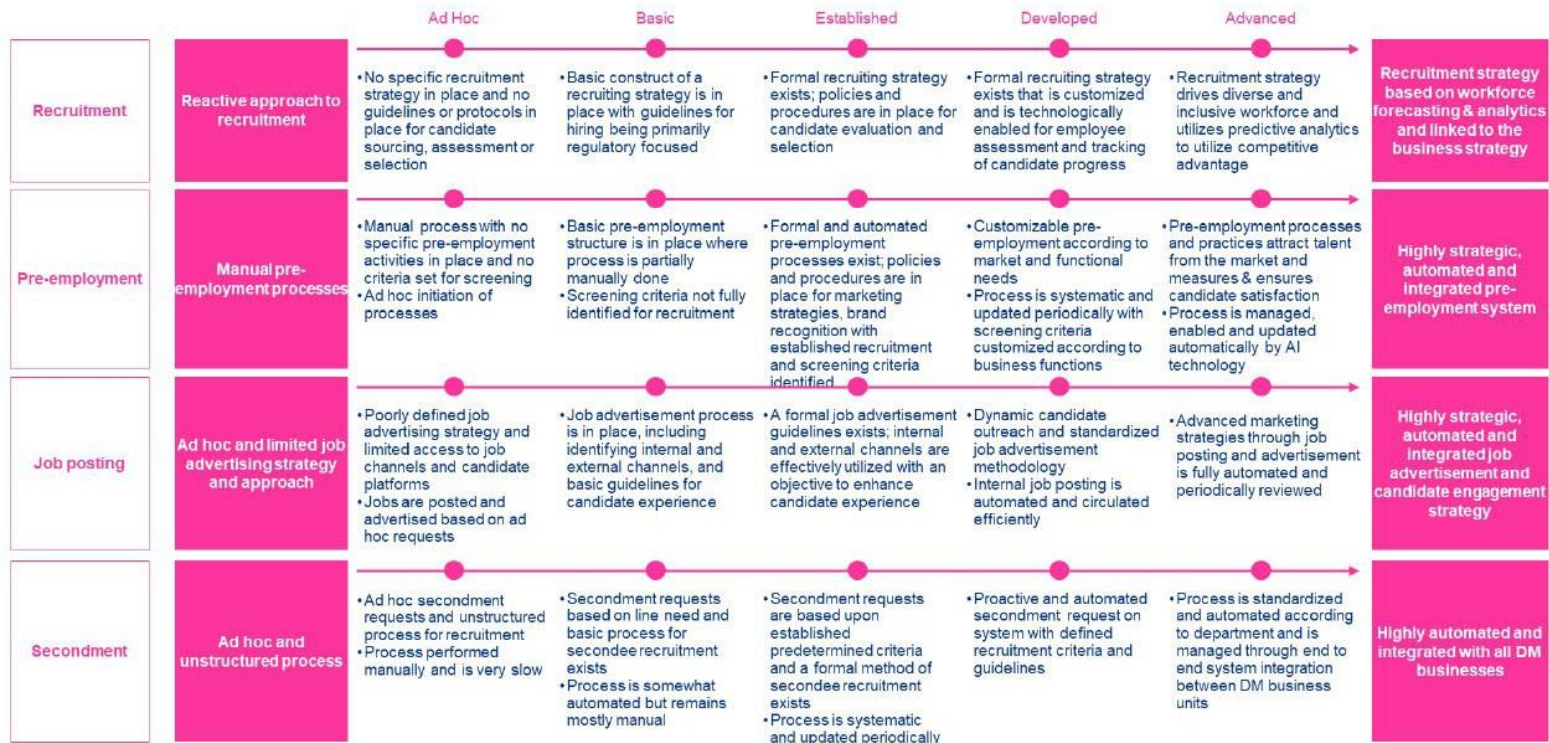 Ad Hoc
Basic
Established
Developed
Advanced
Recruitment
Reactive approach to
recruitment
•No specific recruitment
strategy in place and no
guidelines or protocols in
place for candidate
sourcing, assessment or
selection
•Basic construct of a
recruiting strategy is in
place with guidelines for
hiring being primarily
regulatory focused
•Formal recruiting strategy
exists; policies and
procedures are in place for
candidate evaluation and
selection
•Formal recruiting strategy
exists that is customized
and is technologically
enabled for employee
assessment and tracking
of candidate progress
•Recruitment strategy
drives diverse and
inclusive workforce and
utilizes predictive analytics
to utilize competitive
advantage
Recruitment strategy
based on workforce
forecasting & analytics
and linked to the
business strategy
Pre-employment
Manual pre-
employment processes
•Manual process with no
specific pre-employment
activities in place and no
criteria set for screening
•Ad hoc initiation of
processes
•Basic pre-employment
structure is in place where
process is partially
manually done
•Screening criteria not fully
identified for recruitment
•Formal and automated
pre-employment
processes exist; policies
and procedures are in
place for marketing
strategies, brand
recognition with
established recruitment
and screening criteria
identified
•Customizable pre-
employment according to
market and functional
needs
•Process is systematic and
updated periodically with
screening criteria
customized according to
business functions
•Pre-employment processes
and practices attract talent
from the market and
measures & ensures
candidate satisfaction
•Process is managed,
enabled and updated
automatically by AI
technology
Highly strategic,
automated and
integrated pre-
employment system
Job posting
Ad hoc and limited job
advertising strategy
and approach
•Poorly defined job
advertising strategy and
limited access to job
channels and candidate
platforms
•Jobs are posted and
advertised based on ad
hoc requests
•Job advertisement process
is in place, including
identifying internal and
external channels, and
basic guidelines for
candidate experience
•A formal job advertisement
guidelines exists; internal
and external channels are
effectively utilized with an
objective to enhance
candidate experience
•Dynamic candidate
outreach and standardized
job advertisement
methodology
•Internal job posting is
automated and circulated
efficiently
•Advanced marketing
strategies through job
posting and advertisement
is fully automated and
periodically reviewed
Highly strategic,
automated and
integrated job
advertisement and
candidate engagement
strategy
Secondment
Ad hoc and
unstructured process
•Ad hoc secondment
requests and unstructured
process for recruitment
•Process performed
manually and is very slow
•Secondment requests
based on line need and
basic process for
secondee recruitment
exists
•Process is somewhat
automated but remains
mostly manual
•Secondment requests
are based upon
established
predetermined criteria
and a formal method of
secondee recruitment
exists
•Process is systematic
and updated periodically
•Proactive and automated
secondment request on
system with defined
recruitment criteria and
guidelines
•Process is standardized
and automated according
to department and is
managed through end to
end system integration
between DM business
units
Highly automated and
integrated with all DM
businesses